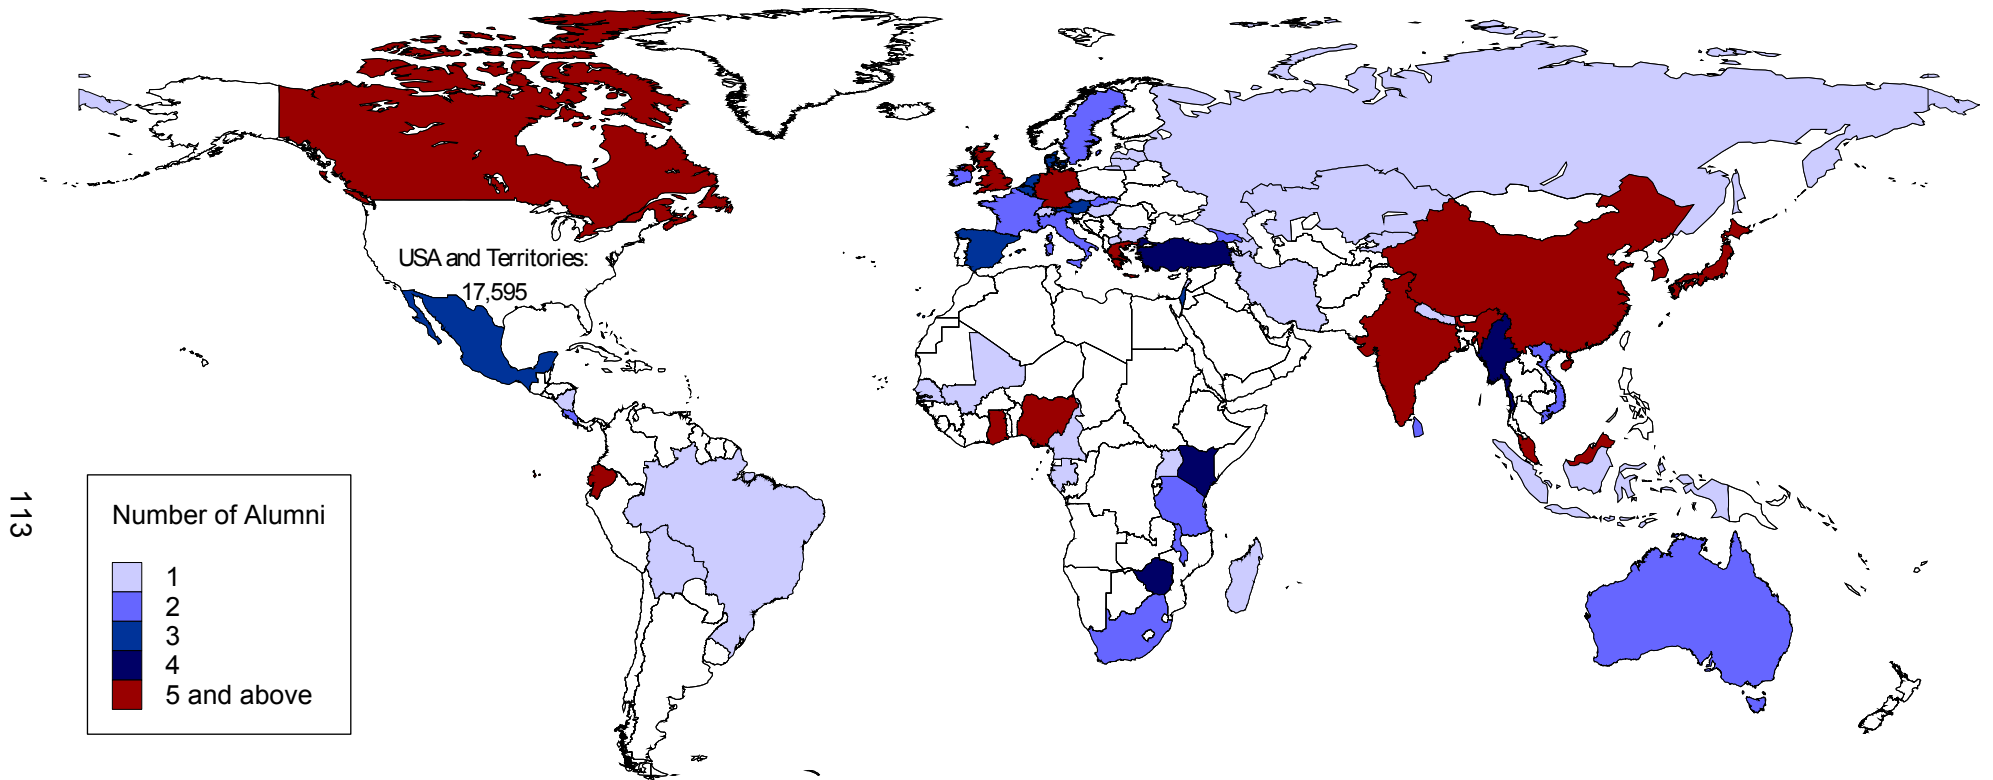 USA and Territories:
17,595
Number of Alumni
1
2
3
4
5 and above
113